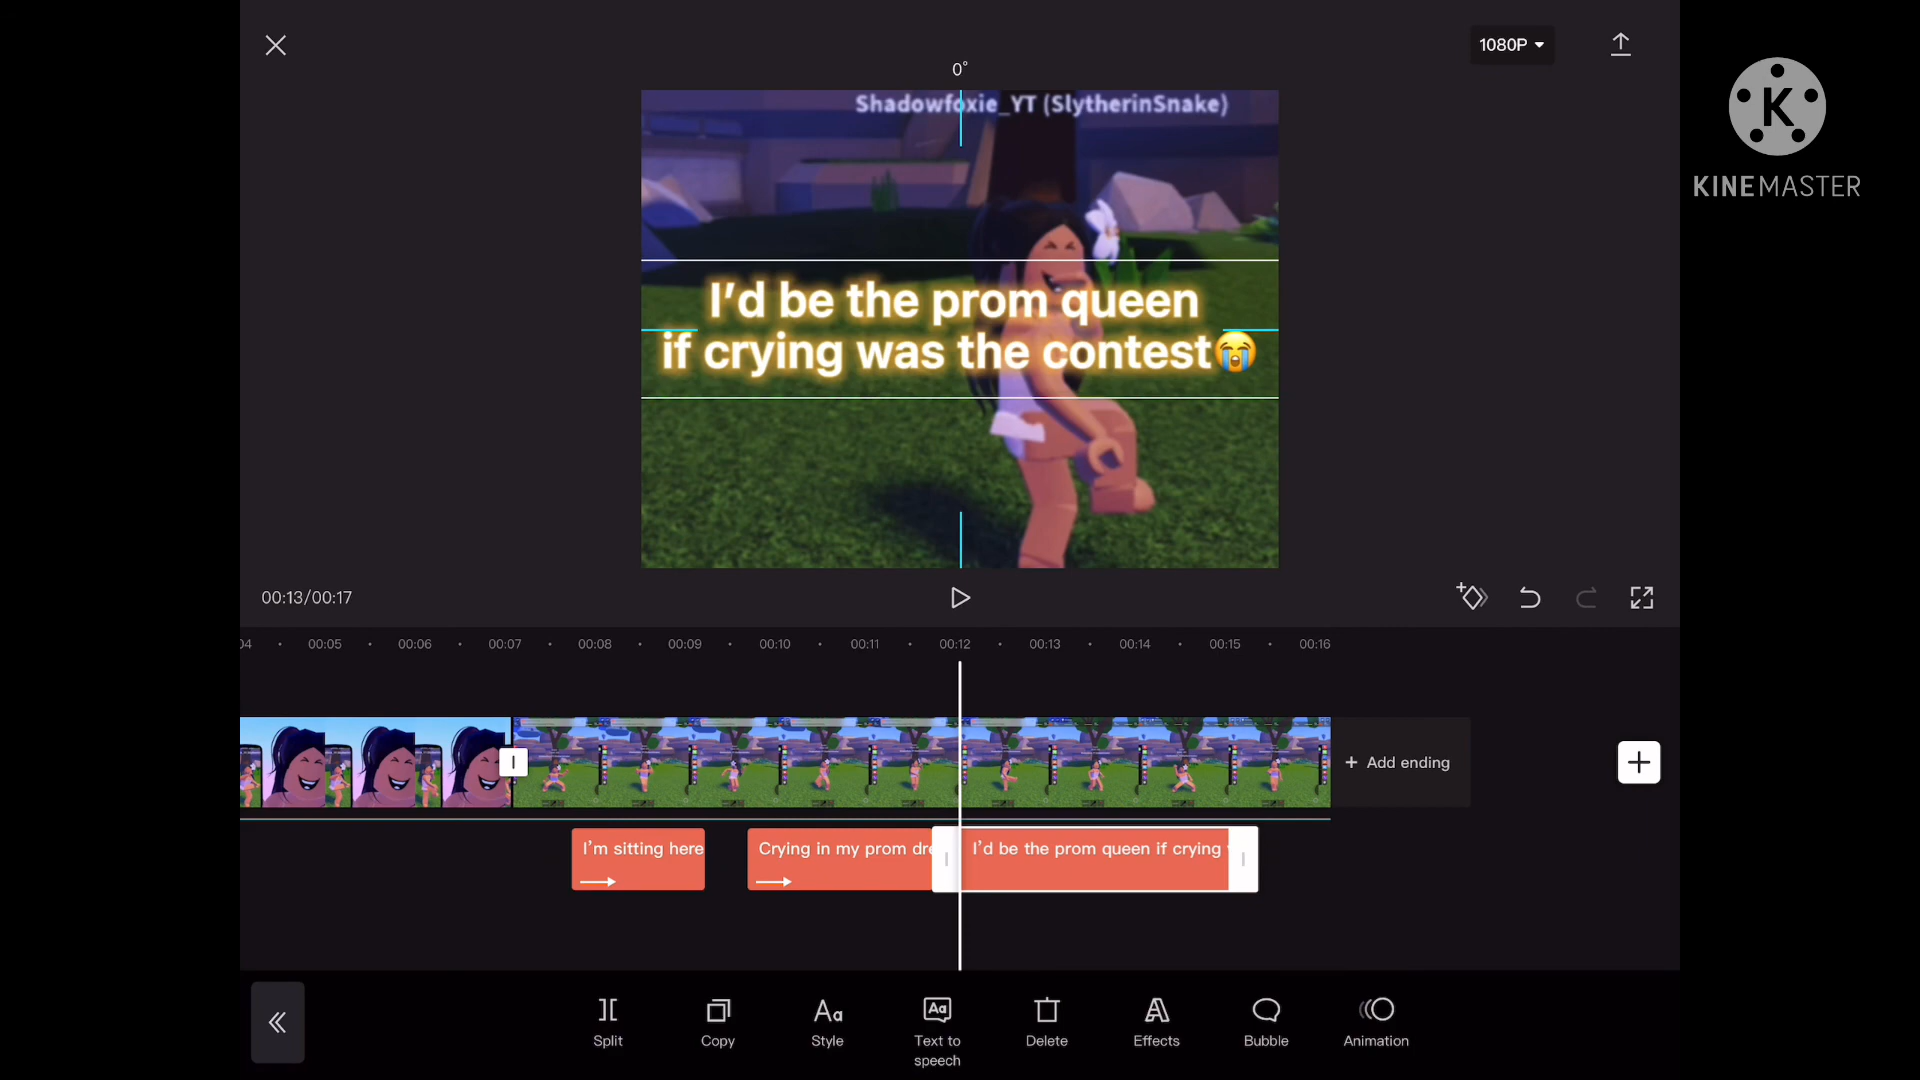 1080P
0°
Shadowfoxie_YT (SlytherinSnake)
KINEMASTER
I'd be the prom queen
if crying was the contest😭
00:13/00:17
04 00:05 00:06 00:07 00:08 00:09 00:10 00:11 00:12 00:13 00:14 00:15 00:16
+ Add ending
I'm sitting here
Crying in my prom dre
I'd be the prom queen if crying
Split
Copy
Style
Text to
speech
Delete
Effects
Bubble
Animation